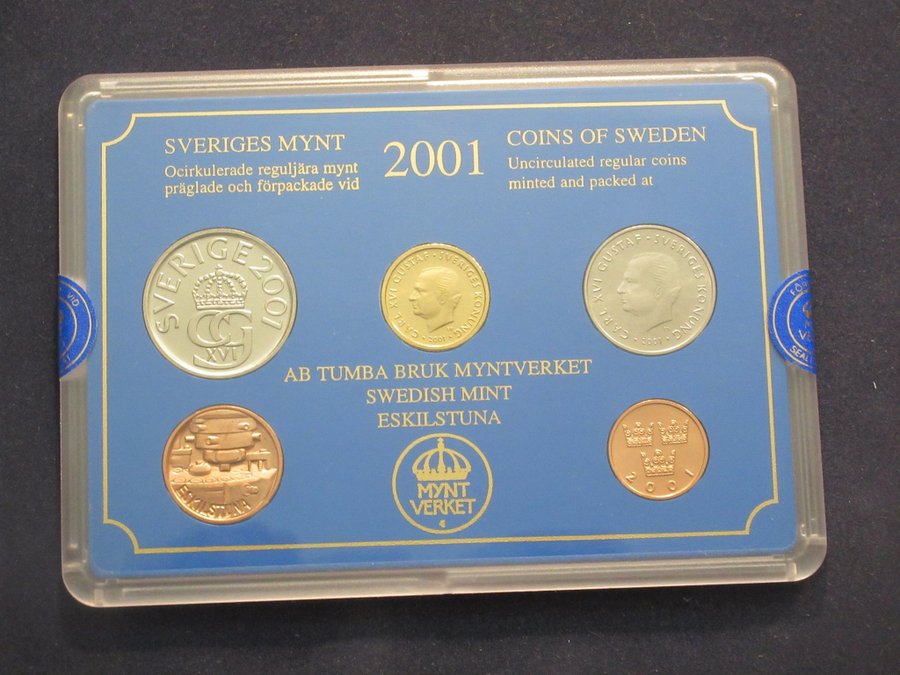 SVERIGES MYNT
Ocirkulerade reguljära mynt
präglade och förpackade vid
2001
COINS OF SWEDEN
Uncirculated regular coins
minted and packed at
SVERIGE 2001
XVI
CARL XVI GUSTAF · SVERIGES KONUNG
· 2001 ·
CARL XVI GUSTAF · SVERIGES KONUNG
· 2001 ·
AB TUMBA BRUK MYNTVERKET
SWEDISH MINT
ESKILSTUNA
ESKILSTUNA
MYNT
VERKET
2001
VID